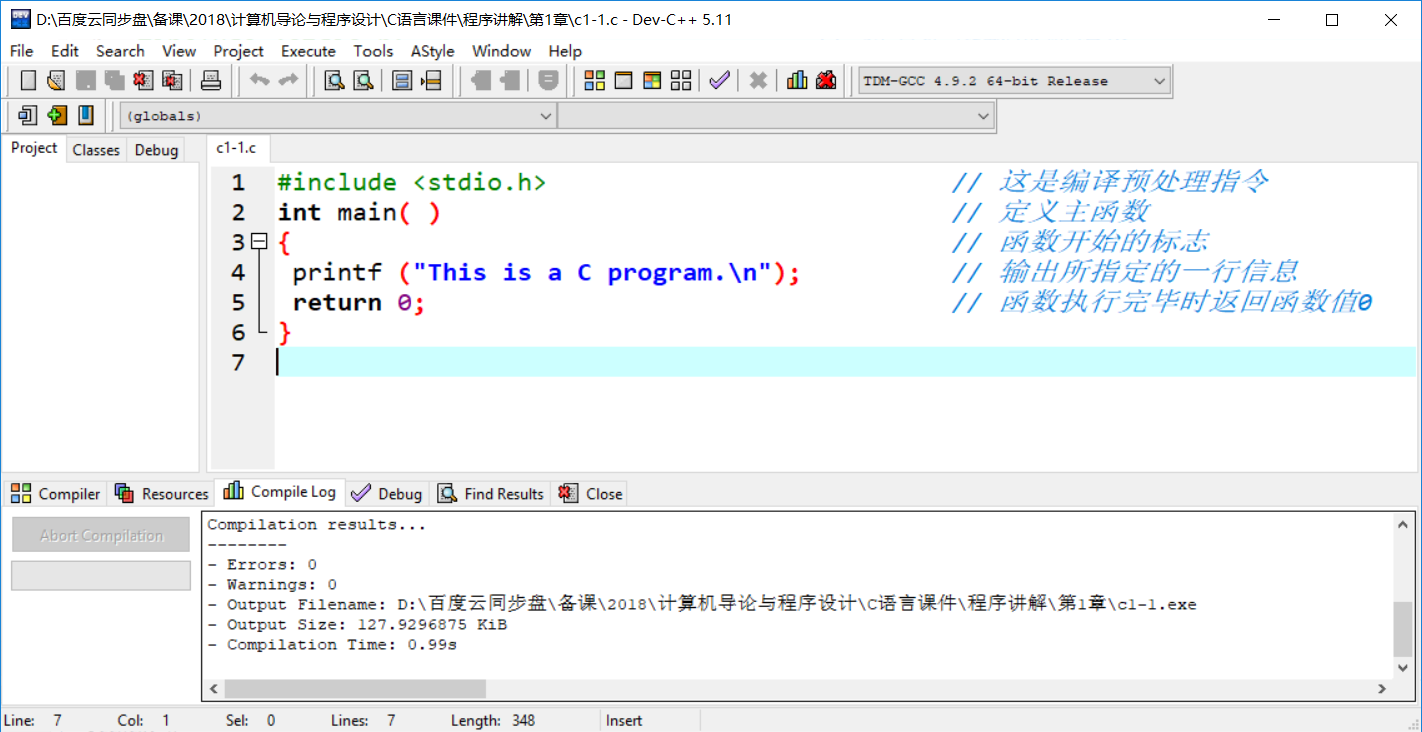 D:\百度云同步盘\备课\2018\计算机导论与程序设计\C语言课件\程序讲解\第1章\c1-1.c - Dev-C++ 5.11
File Edit Search View Project Execute Tools AStyle Window Help
TDM-GCC 4.9.2 64-bit Release
(globals)
Project Classes Debug c1-1.c
1 #include <stdio.h> // 这是编译预处理指令
2 int main( ) // 定义主函数
3 { // 函数开始的标志
4 printf ("This is a C program.\n"); // 输出所指定的一行信息
5 return 0; // 函数执行完毕时返回函数值0
6 }
7
Compiler Resources Compile Log Debug Find Results Close
Abort Compilation
Compilation results...
--------
- Errors: 0
- Warnings: 0
- Output Filename: D:\百度云同步盘\备课\2018\计算机导论与程序设计\C语言课件\程序讲解\第1章\c1-1.exe
- Output Size: 127.9296875 KiB
- Compilation Time: 0.99s
Line: 7 Col: 1 Sel: 0 Lines: 7 Length: 348 Insert